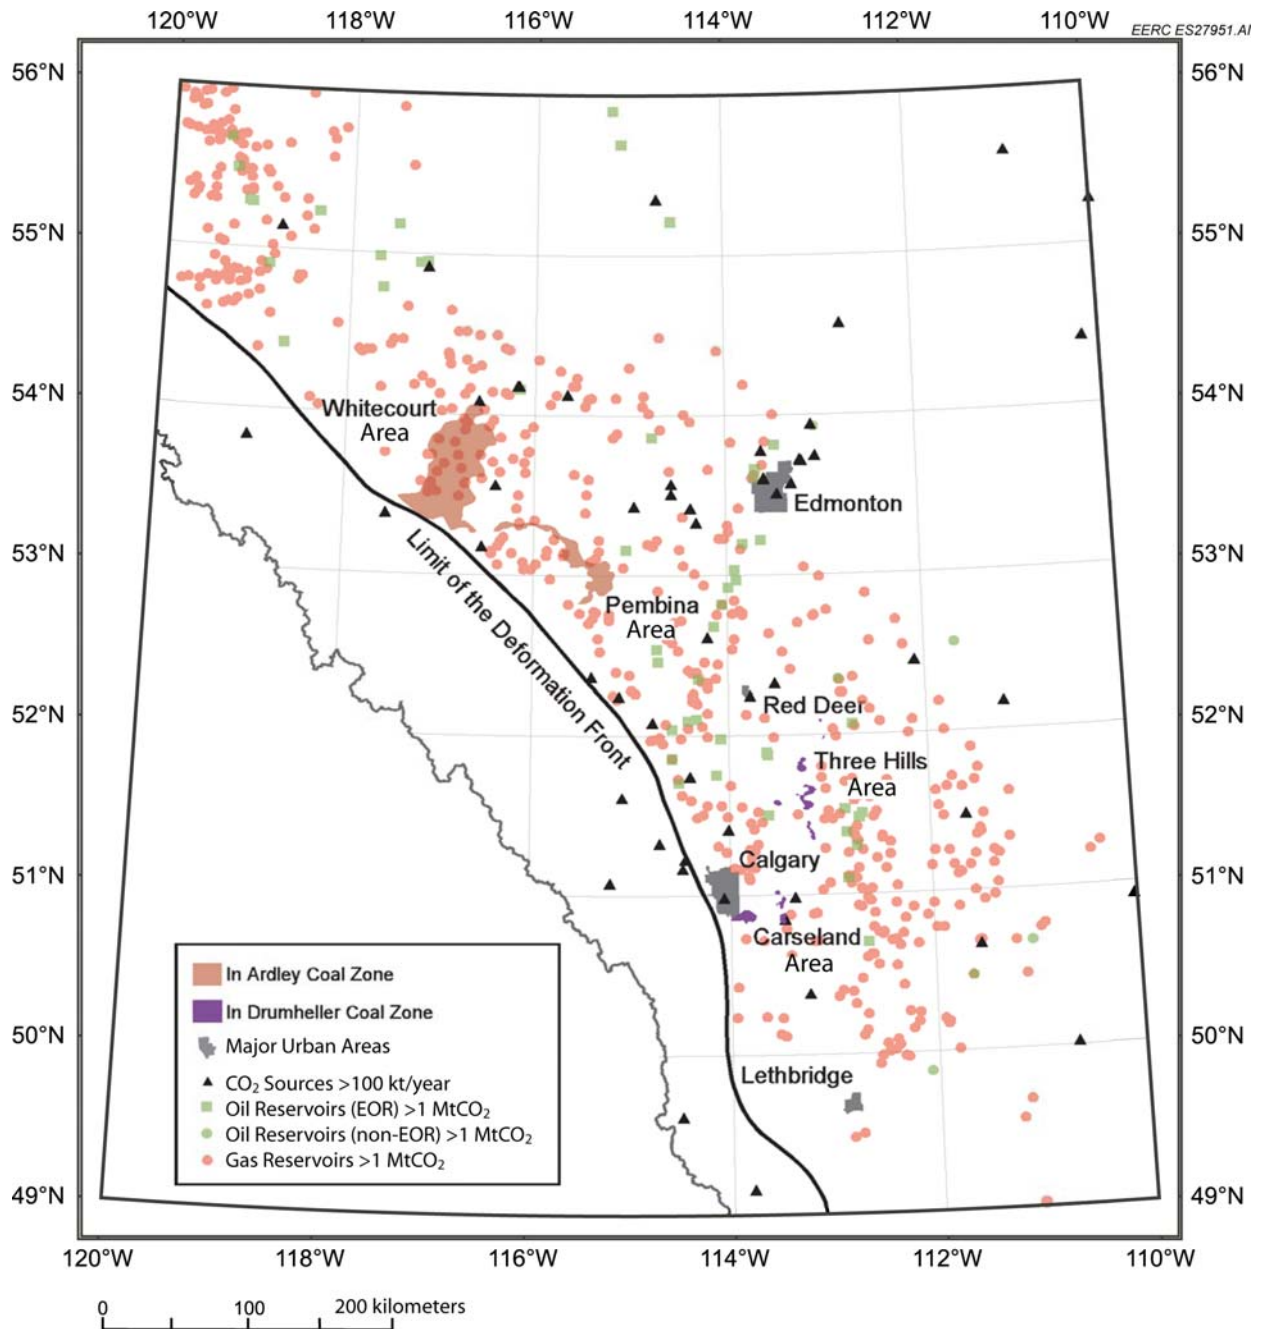 120°W 118°W 116°W 114°W 112°W 110°W
EERC ES27951.AI
56°N 56°N
55°N 55°N
54°N 54°N
Whitecourt
Area
Edmonton
53°N 53°N
Limit of the Deformation Front
Pembina
Area
Red Deer
52°N 52°N
Three Hills
Area
Calgary
51°N 51°N
Carseland
Area
In Ardley Coal Zone
In Drumheller Coal Zone
50°N 50°N
Major Urban Areas
Lethbridge
CO₂ Sources >100 kt/year
Oil Reservoirs (EOR) >1 MtCO₂
Oil Reservoirs (non-EOR) >1 MtCO₂
Gas Reservoirs >1 MtCO₂
49°N 49°N
120°W 118°W 116°W 114°W 112°W 110°W
0 100 200 kilometers